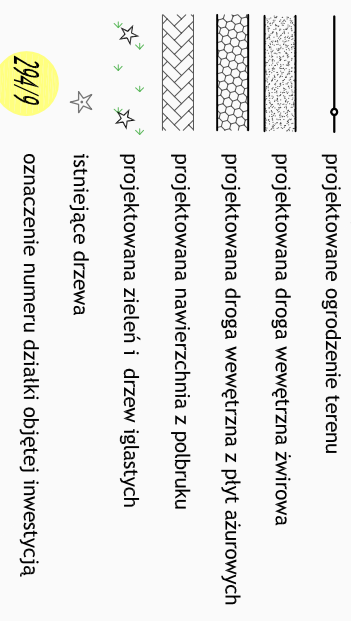 projektowane ogrodzenie terenu
projektowana droga wewętrzna żwirowa
projektowana droga wewętrzna z płyt ażurowych
projektowana nawierzchnia z polbruku
projektowana zieleń i drzew iglastych
istniejące drzewa
294/9 oznaczenie numeru działki objętej inwestycją